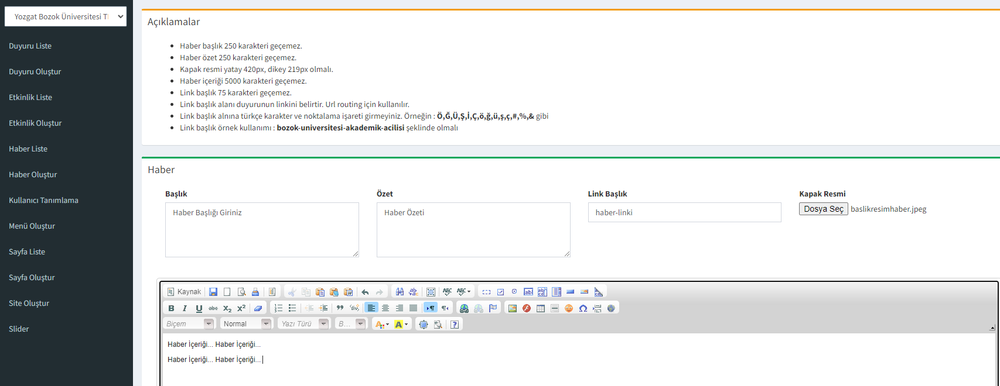 Yozgat Bozok Üniversitesi
Duyuru Liste
Duyuru Oluştur
Etkinlik Liste
Etkinlik Oluştur
Haber Liste
Haber Oluştur
Kullanıcı Tanımlama
Menü Oluştur
Sayfa Liste
Sayfa Oluştur
Site Oluştur
Slider
Açıklamalar
Haber başlık 250 karakteri geçemez.
Haber özet 250 karakteri geçemez.
Kapak resmi yatay 420px, dikey 219px olmalı.
Haber içeriği 5000 karakteri geçemez.
Link başlık 75 karakteri geçemez.
Link başlık alanı duyurunun linkini belirtir. Url routing için kullanılır.
Link başlık alnına türkçe karakter ve noktalama işareti girmeyiniz. Örneğin : Ö,Ğ,Ü,Ş,İ,Ç,ö,ğ,ü,ş,ç,#,%,& gibi
Link başlık örnek kullanımı : bozok-universitesi-akademik-acilisi şeklinde olmalı
Haber
Başlık Özet Link Başlık Kapak Resmi
Haber Başlığı Giriniz Haber Özeti haber-linki Dosya Seç baslikresimhaber.jpeg
Kaynak
Biçem Normal Yazı Türü B...
Haber İçeriği... Haber İçeriği...
Haber İçeriği... Haber İçeriği...